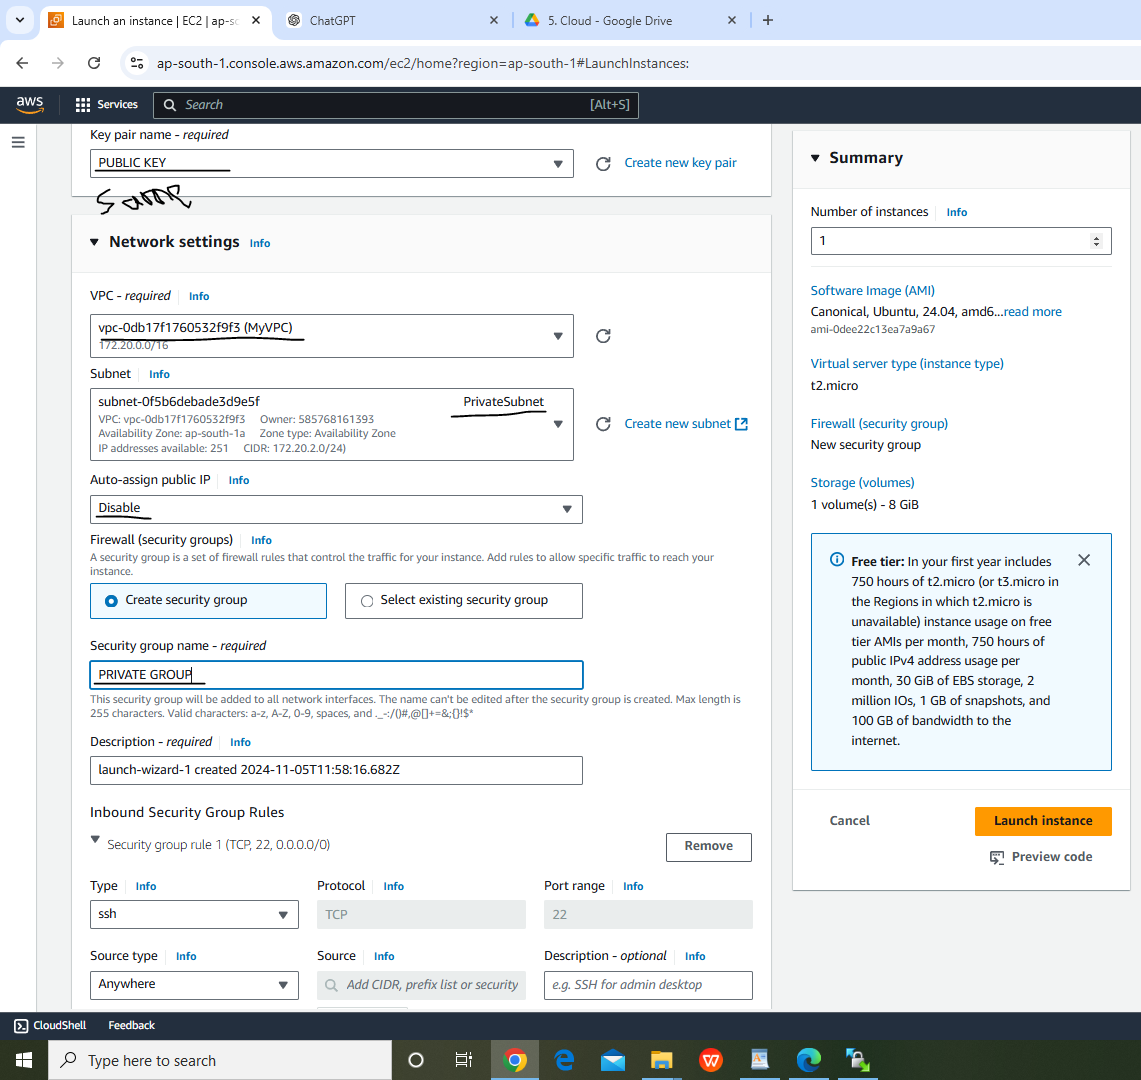 Launch an instance | EC2 | ap-so
ChatGPT
5. Cloud - Google Drive
ap-south-1.console.aws.amazon.com/ec2/home?region=ap-south-1#LaunchInstances:
aws
Services
Search
[Alt+S]
Key pair name - required
PUBLIC KEY
Create new key pair
Same
Network settings Info
VPC - required Info
vpc-0db17f1760532f9f3 (MyVPC)
172.20.0.0/16
Subnet Info
subnet-0f5b6debade3d9e5f PrivateSubnet
VPC: vpc-0db17f1760532f9f3 Owner: 585768161393
Availability Zone: ap-south-1a Zone type: Availability Zone
IP addresses available: 251 CIDR: 172.20.2.0/24)
Create new subnet
Auto-assign public IP Info
Disable
Firewall (security groups) Info
A security group is a set of firewall rules that control the traffic for your instance. Add rules to allow specific traffic to reach your
instance.
Create security group
Select existing security group
Security group name - required
PRIVATE GROUP
This security group will be added to all network interfaces. The name can't be edited after the security group is created. Max length is
255 characters. Valid characters: a-z, A-Z, 0-9, spaces, and ._-:/()#,@[]+=&;{}!$*
Description - required Info
launch-wizard-1 created 2024-11-05T11:58:16.682Z
Inbound Security Group Rules
Security group rule 1 (TCP, 22, 0.0.0.0/0)
Remove
Type Info
Protocol Info
Port range Info
ssh
TCP
22
Source type Info
Source Info
Description - optional Info
Anywhere
Add CIDR, prefix list or security
e.g. SSH for admin desktop
Summary
Number of instances Info
1
Software Image (AMI)
Canonical, Ubuntu, 24.04, amd6...read more
ami-0dee22c13ea7a9a67
Virtual server type (instance type)
t2.micro
Firewall (security group)
New security group
Storage (volumes)
1 volume(s) - 8 GiB
Free tier: In your first year includes
750 hours of t2.micro (or t3.micro in
the Regions in which t2.micro is
unavailable) instance usage on free
tier AMIs per month, 750 hours of
public IPv4 address usage per
month, 30 GiB of EBS storage, 2
million IOs, 1 GB of snapshots, and
100 GB of bandwidth to the
internet.
Cancel
Launch instance
Preview code
CloudShell
Feedback
Type here to search